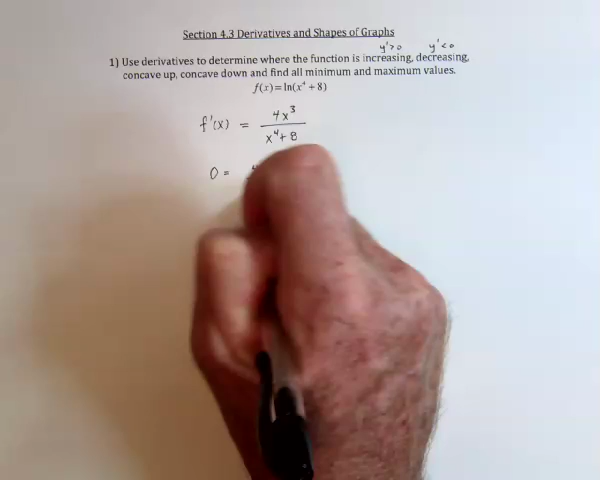 Section 4.3 Derivatives and Shapes of Graphs
y'>0 y'<0
1) Use derivatives to determine where the function is increasing, decreasing,
concave up, concave down and find all minimum and maximum values.
f(x)=ln(x⁴+8)
f'(x) = 4x³
x⁴+8
0 =